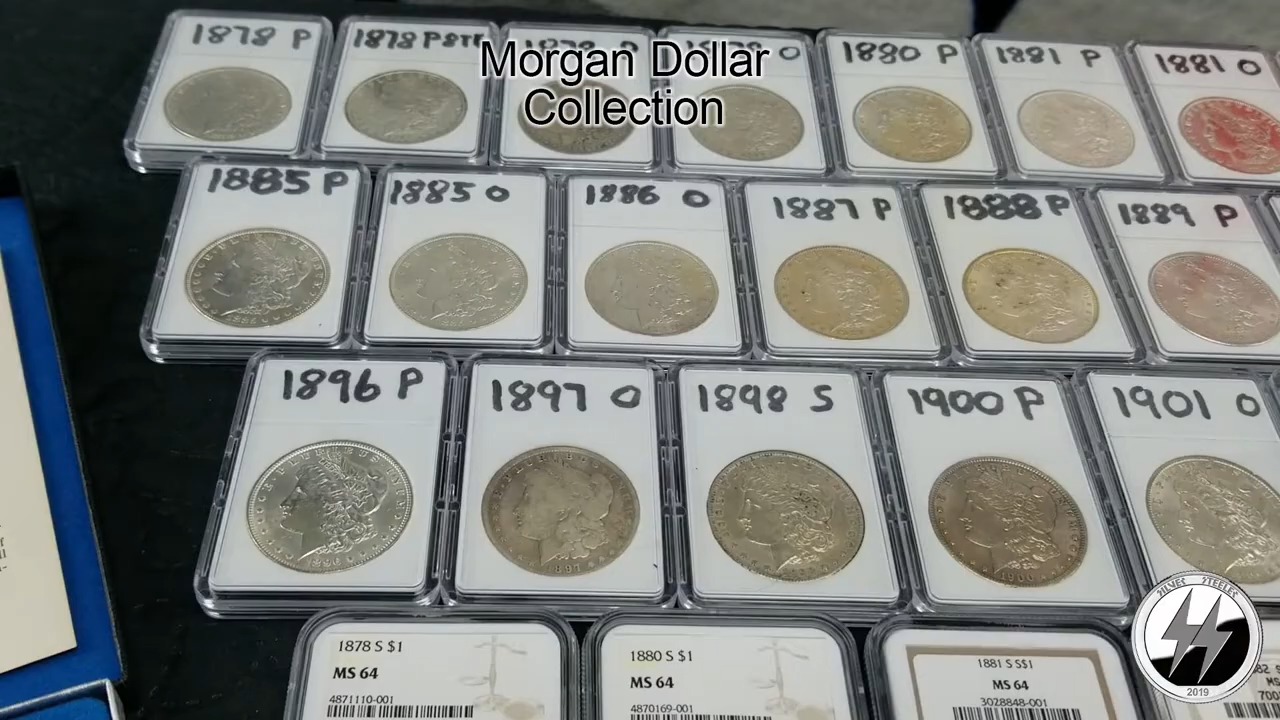 1878 P
1878 P
Morgan Dollar
Collection
O
1880 P
1881 P
1881 O
1885 P
1885 O
1886 O
1887 P
1888 P
1889 P
1896 P
1897 O
1898 S
1900 P
1901 O
1878 S $1
MS 64
4871110-001
1880 S $1
MS 64
4870169-001
1881 S S$1
MS 64
3028848-001
SILVER STEELES
2019